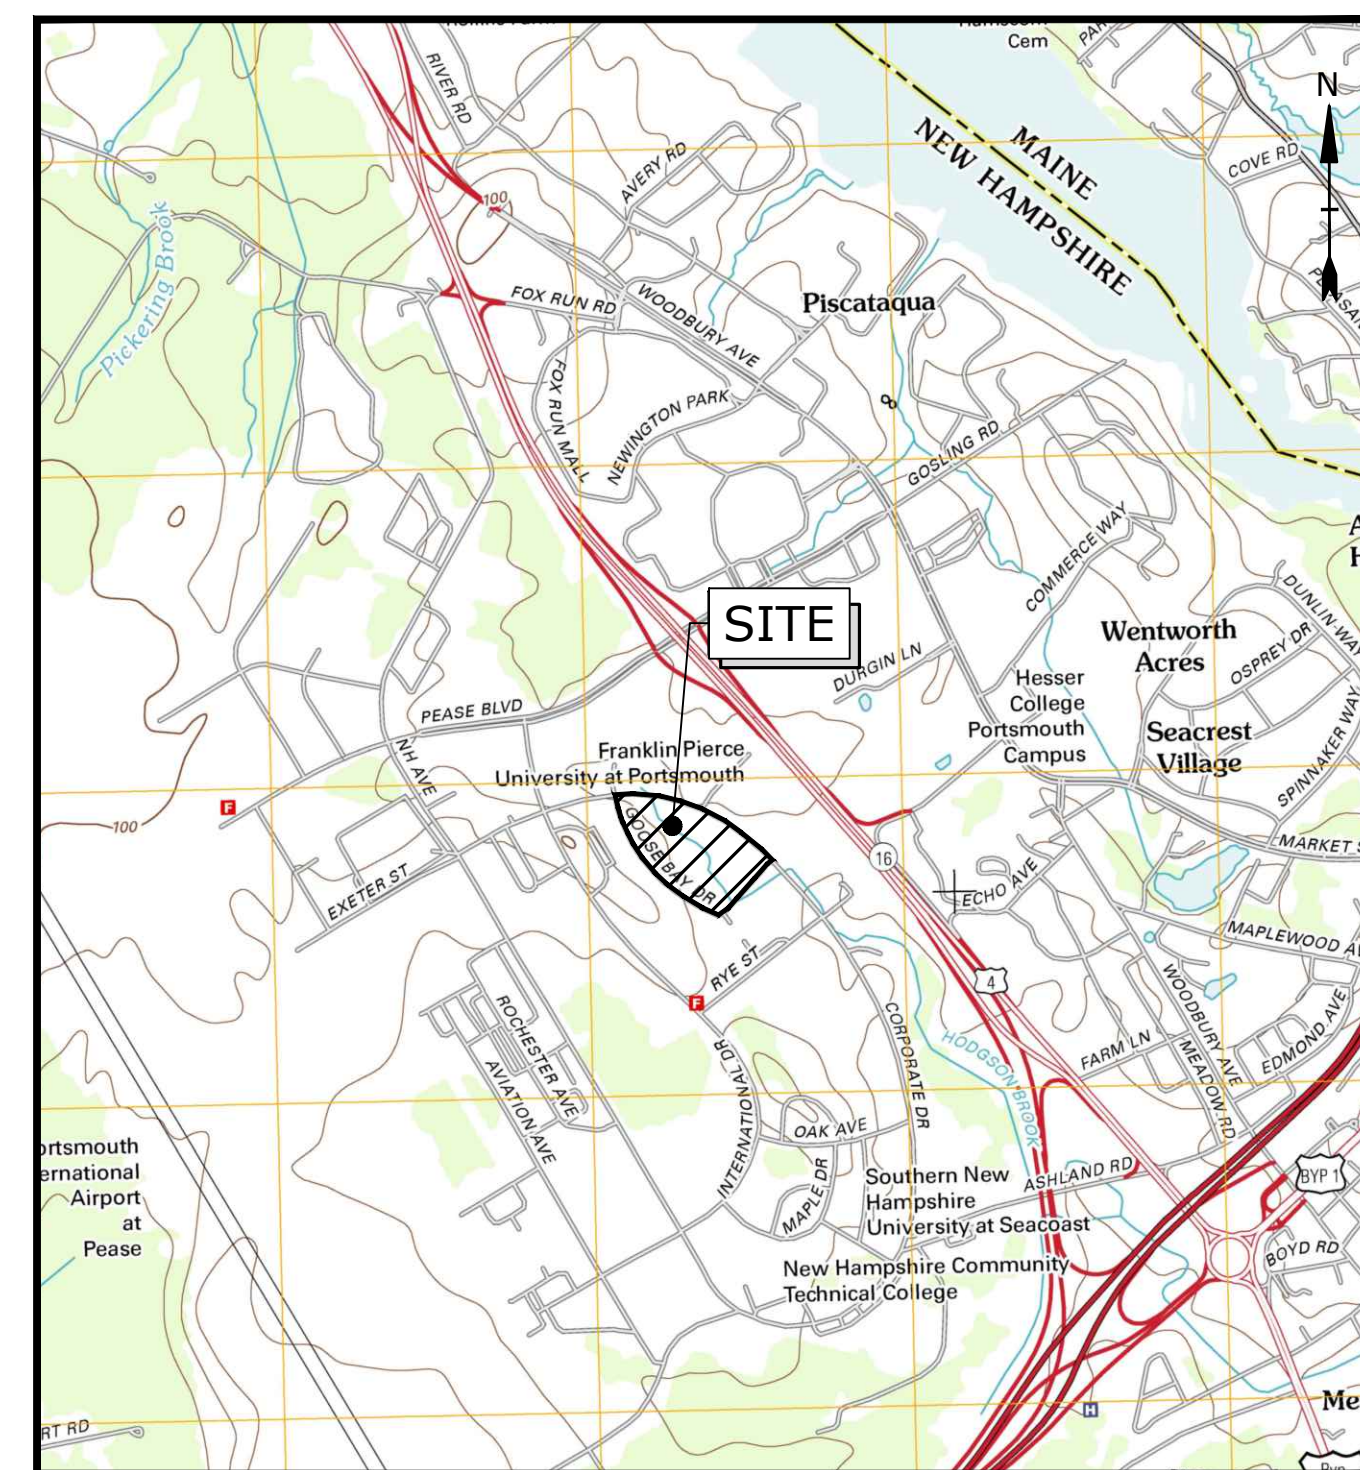 Cem
N
RIVER RD
AVERY RD
MAINE
NEW HAMPSHIRE
COVE RD
100
Pickering Brook
FOX RUN RD
WOODBURY AVE
Piscataqua
FOX RUN MALL
NEWINGTON PARK
GOSLING RD
COMMERCE WAY
DUNLIN WAY
SITE
Wentworth
Acres
OSPREY DR
DURGIN LN
Hesser
College
Portsmouth
Campus
Seacrest
Village
SPINNAKER WAY
PEASE BLVD
NH AVE
Franklin Pierce
University at Portsmouth
F
100
GOOSE BAY DR
16
MARKET S
EXETER ST
ECHO AVE
MAPLEWOOD AV
RYE ST
F
4
WOODBURY AVE
EDMOND AVE
ROCHESTER AVE
AVIATION AVE
INTERNATIONAL DR
CORPORATE DR
HODGSON BROOK
FARM LN
MEADOW RD
OAK AVE
MAPLE DR
ASHLAND RD
BYP 1
ortsmouth
ernational
Airport
at
Pease
Southern New
Hampshire
University at Seacoast
BOYD RD
New Hampshire Community
Technical College
H
Me
RT RD